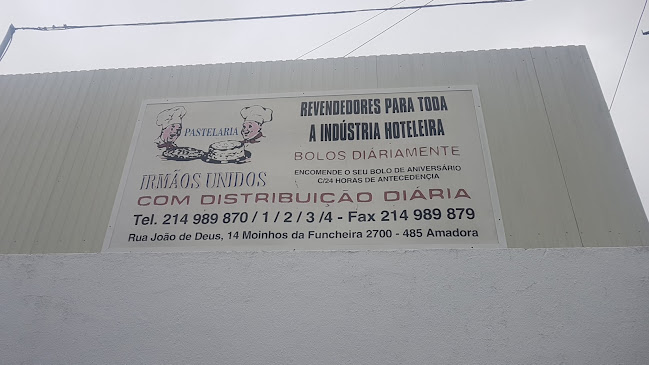 PASTELARIA
IRMÃOS UNIDOS
REVENDEDORES PARA TODA
A INDÚSTRIA HOTELEIRA
BOLOS DIÁRIAMENTE
ENCOMENDE O SEU BOLO DE ANIVERSÁRIO
C/24 HORAS DE ANTECEDENÇIA
COM DISTRIBUIÇÃO DIÁRIA
Tel. 214 989 870 / 1 / 2 / 3 /4 - Fax 214 989 879
Rua João de Deus, 14 Moinhos da Funcheira 2700 - 485 Amadora